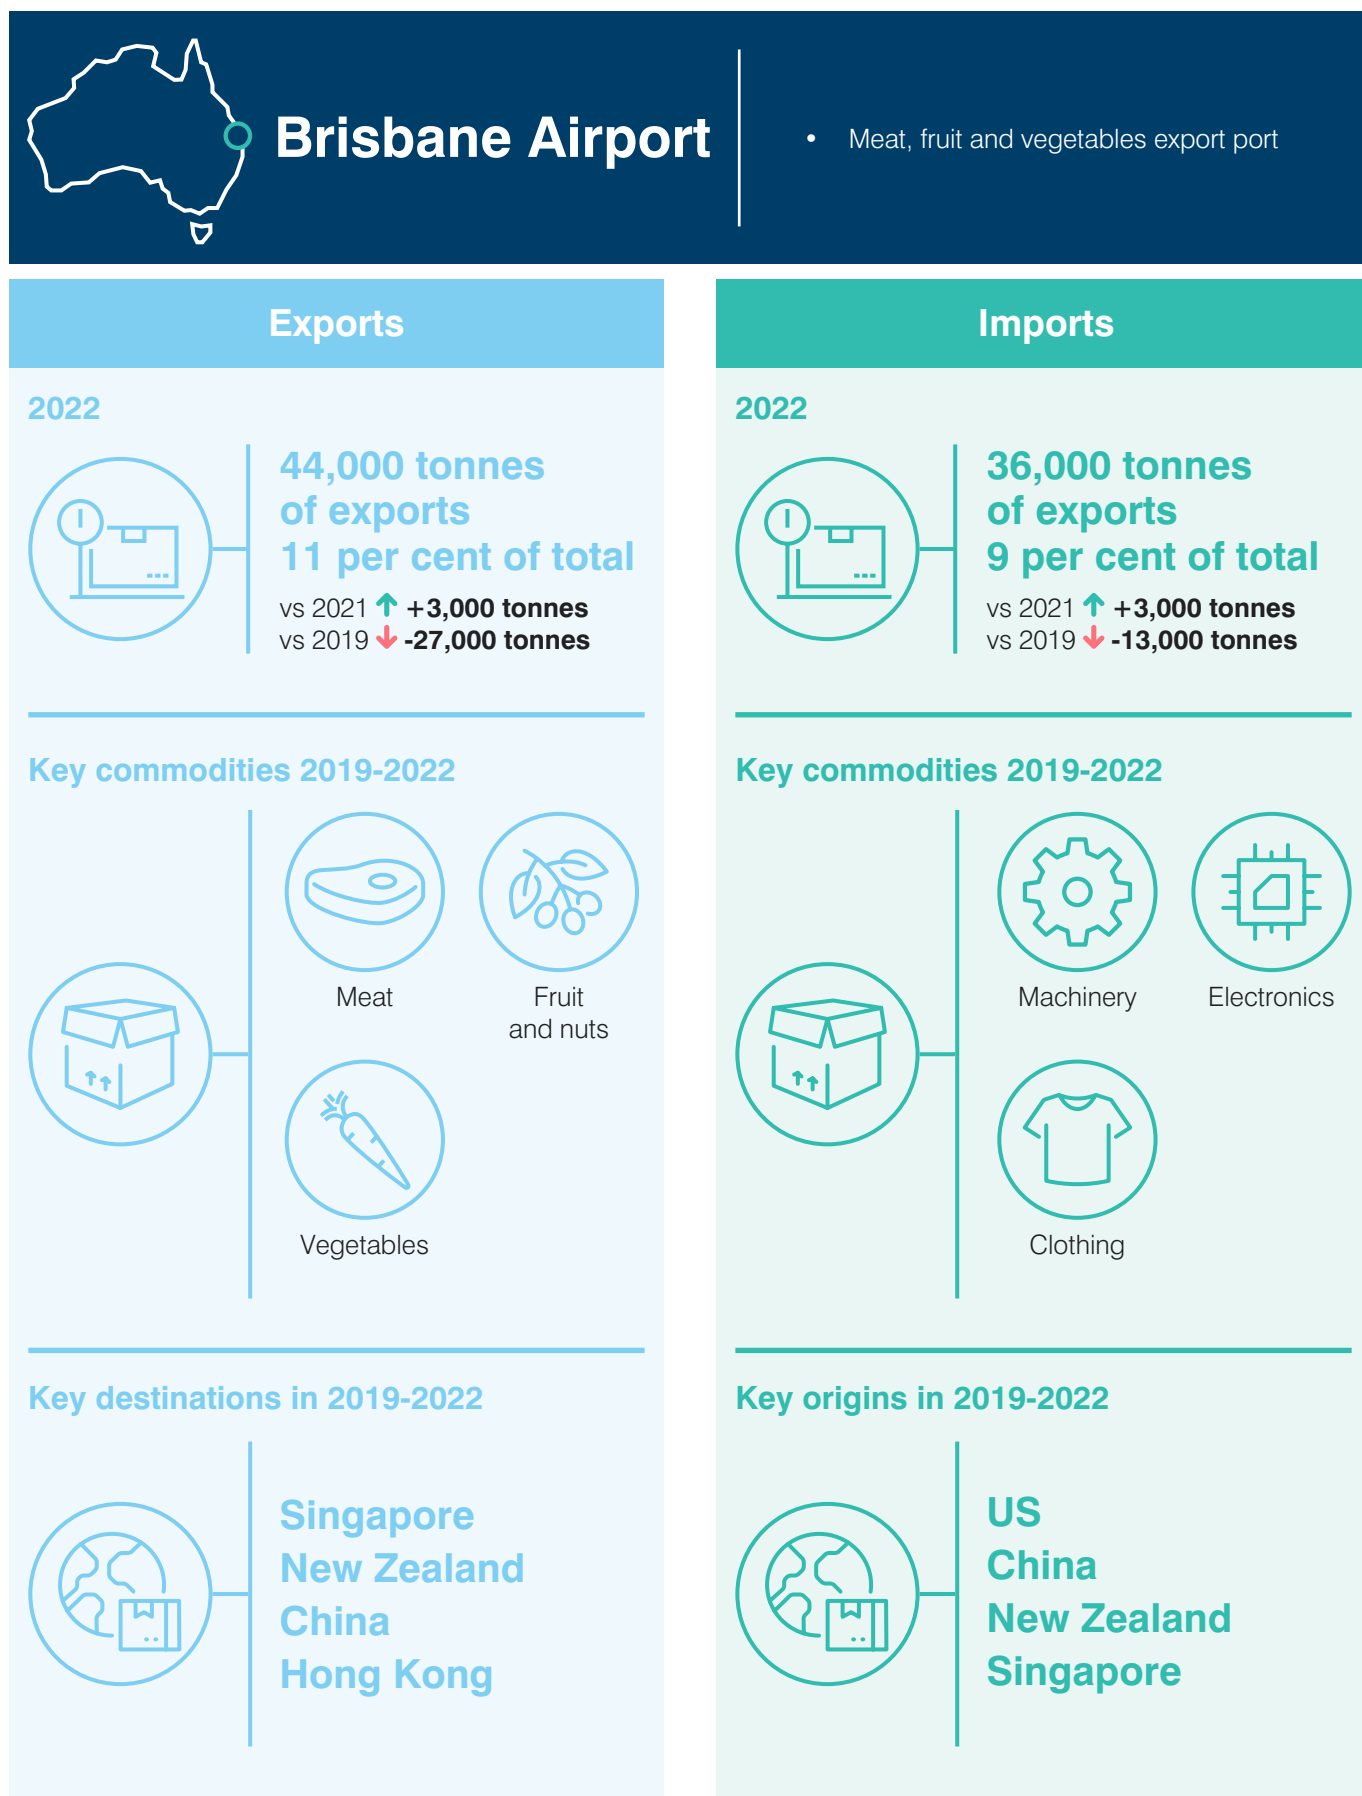 Brisbane Airport
• Meat, fruit and vegetables export port
Exports
2022
44,000 tonnes
of exports
11 per cent of total
vs 2021 ↑ +3,000 tonnes
vs 2019 ↓ -27,000 tonnes
Key commodities 2019-2022
Meat
Fruit
and nuts
Vegetables
Key destinations in 2019-2022
Singapore
New Zealand
China
Hong Kong
Imports
2022
36,000 tonnes
of exports
9 per cent of total
vs 2021 ↑ +3,000 tonnes
vs 2019 ↓ -13,000 tonnes
Key commodities 2019-2022
Machinery
Electronics
Clothing
Key origins in 2019-2022
US
China
New Zealand
Singapore